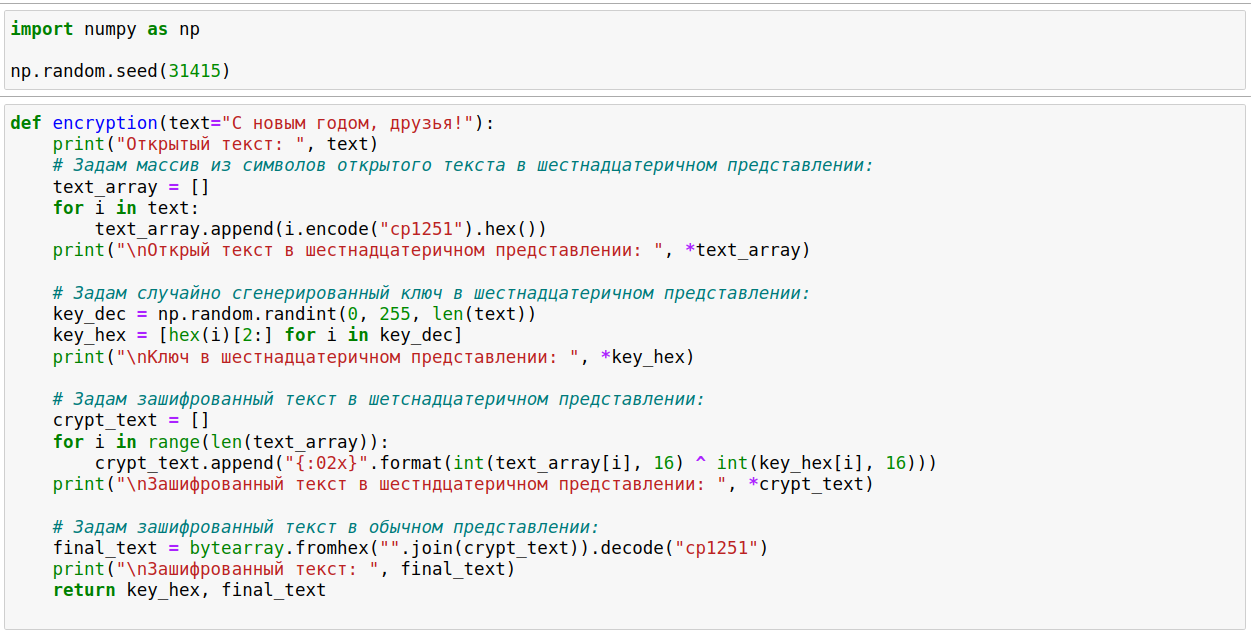 import numpy as np
np.random.seed(31415)
def encryption(text="С новым годом, друзья!"):
    print("Открытый текст: ", text)
    # Задам массив из символов открытого текста в шестнадцатеричном представлении:
    text_array = []
    for i in text:
        text_array.append(i.encode("cp1251").hex())
    print("\nОткрый текст в шестнадцатеричном представлении: ", *text_array)
    # Задам случайно сгенерированный ключ в шестнадцатеричном представлении:
    key_dec = np.random.randint(0, 255, len(text))
    key_hex = [hex(i)[2:] for i in key_dec]
    print("\nКлюч в шестнадцатеричном представлении: ", *key_hex)
    # Задам зашифрованный текст в шетснадцатеричном представлении:
    crypt_text = []
    for i in range(len(text_array)):
        crypt_text.append("{:02x}".format(int(text_array[i], 16) ^ int(key_hex[i], 16)))
    print("\nЗашифрованный текст в шестндцатеричном представлении: ", *crypt_text)
    # Задам зашифрованный текст в обычном представлении:
    final_text = bytearray.fromhex("".join(crypt_text)).decode("cp1251")
    print("\nЗашифрованный текст: ", final_text)
    return key_hex, final_text